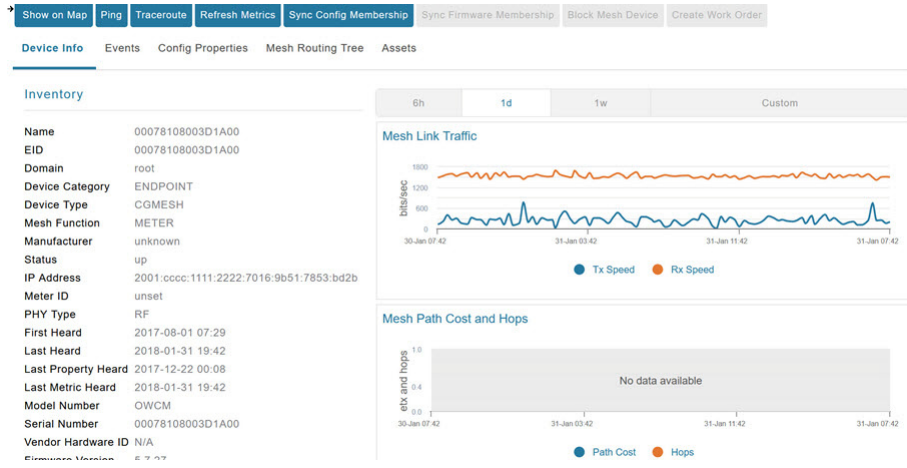 Show on Map Ping Traceroute Refresh Metrics Sync Config Membership Sync Firmware Membership Block Mesh Device Create Work Order
Device Info Events Config Properties Mesh Routing Tree Assets
Inventory
Name 00078108003D1A00
EID 00078108003D1A00
Domain root
Device Category ENDPOINT
Device Type CGMESH
Mesh Function METER
Manufacturer unknown
Status up
IP Address 2001:cccc:1111:2222:7016:9b51:7853:bd2b
Meter ID unset
PHY Type RF
First Heard 2017-08-01 07:29
Last Heard 2018-01-31 19:42
Last Property Heard 2017-12-22 00:08
Last Metric Heard 2018-01-31 19:42
Model Number OWCM
Serial Number 00078108003D1A00
Vendor Hardware ID N/A
Firmware Version 5.7.27
6h 1d 1w Custom
Mesh Link Traffic
bits/sec
1800
1200
600
0
30-Jan 07:42 31-Jan 03:42 31-Jan 11:42 31-Jan 07:42
Tx Speed Rx Speed
Mesh Path Cost and Hops
etx and hops
1.0
0.4
0.0
No data available
30-Jan 07:42 31-Jan 03:42 31-Jan 11:42 31-Jan 07:42
Path Cost Hops